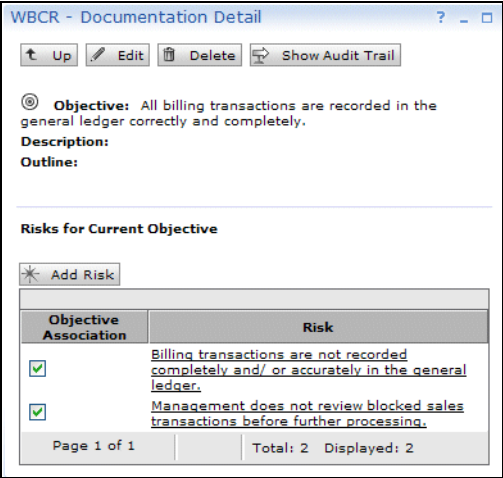 WBCR - Documentation Detail ? _ □
Up Edit Delete Show Audit Trail
Objective: All billing transactions are recorded in the
general ledger correctly and completely.
Description:
Outline:
Risks for Current Objective
Add Risk
Objective
Association
Risk
Billing transactions are not recorded
completely and/ or accurately in the general
ledger.
Management does not review blocked sales
transactions before further processing.
Page 1 of 1 Total: 2 Displayed: 2